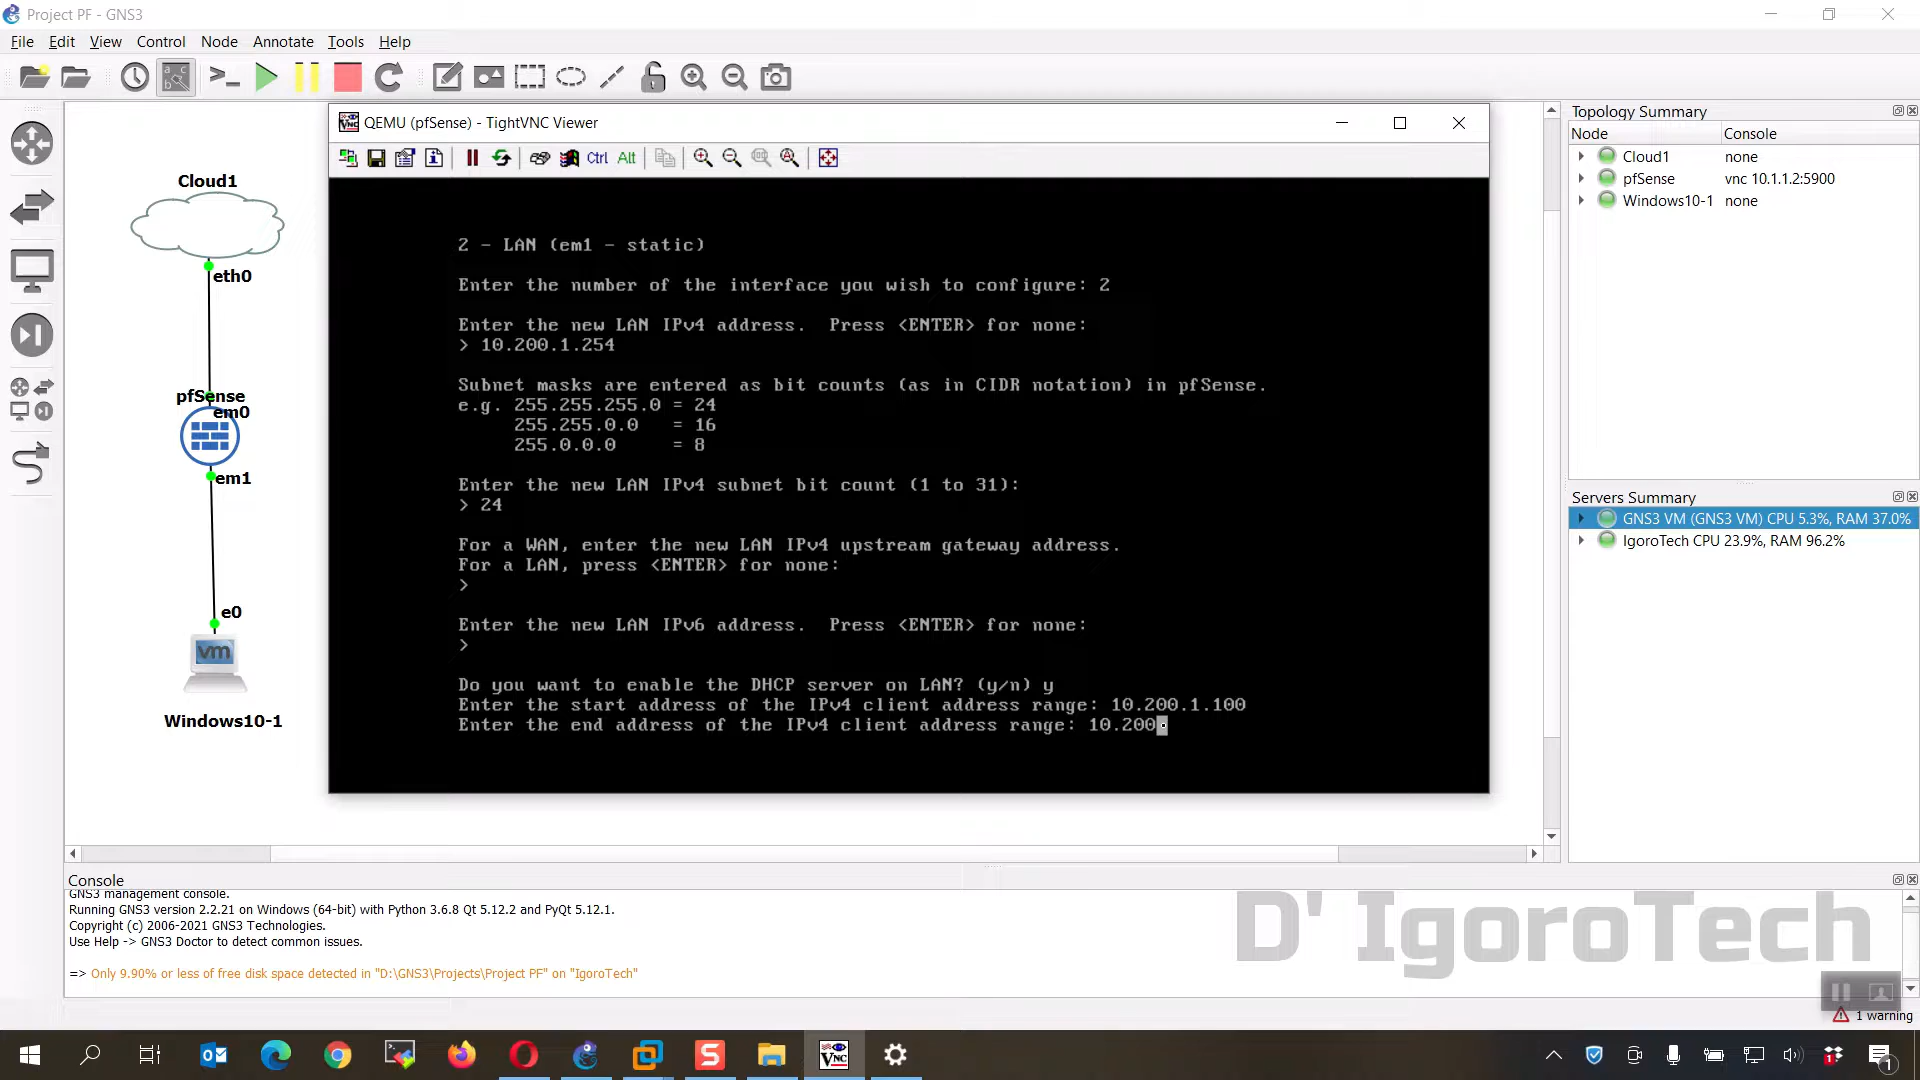 Project PF - GNS3
File Edit View Control Node Annotate Tools Help
Cloud1
eth0
pfSense
em0
em1
e0
vm
Windows10-1
QEMU (pfSense) - TightVNC Viewer
Ctrl Alt
2 - LAN (em1 - static)
Enter the number of the interface you wish to configure: 2
Enter the new LAN IPv4 address.  Press <ENTER> for none:
> 10.200.1.254
Subnet masks are entered as bit counts (as in CIDR notation) in pfSense.
e.g. 255.255.255.0 = 24
255.255.0.0   = 16
255.0.0.0     = 8
Enter the new LAN IPv4 subnet bit count (1 to 31):
> 24
For a WAN, enter the new LAN IPv4 upstream gateway address.
For a LAN, press <ENTER> for none:
>
Enter the new LAN IPv6 address.  Press <ENTER> for none:
>
Do you want to enable the DHCP server on LAN? (y/n) y
Enter the start address of the IPv4 client address range: 10.200.1.100
Enter the end address of the IPv4 client address range: 10.200
Topology Summary
Node Console
Cloud1 none
pfSense vnc 10.1.1.2:5900
Windows10-1 none
Servers Summary
GNS3 VM (GNS3 VM) CPU 5.3%, RAM 37.0%
IgoroTech CPU 23.9%, RAM 96.2%
Console
GNS3 management console.
Running GNS3 version 2.2.21 on Windows (64-bit) with Python 3.6.8 Qt 5.12.2 and PyQt 5.12.1.
Copyright (c) 2006-2021 GNS3 Technologies.
Use Help -> GNS3 Doctor to detect common issues.
=> Only 9.90% or less of free disk space detected in "D:\GNS3\Projects\Project PF" on "IgoroTech"
D' IgoroTech
1 warning